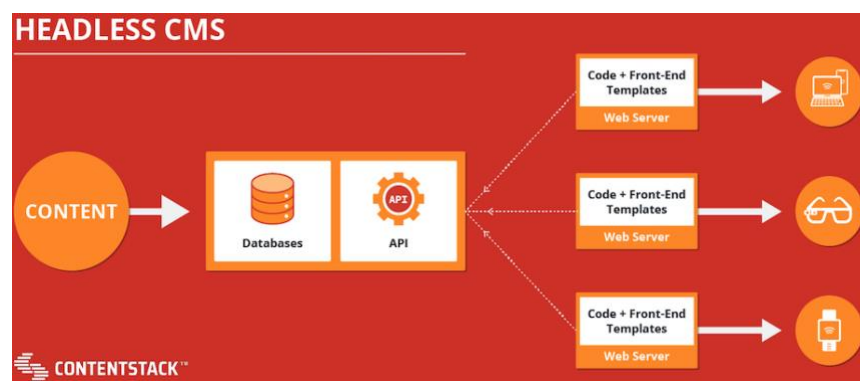 HEADLESS CMS
CONTENT
Databases
API
API
Code + Front-End
Templates
Web Server
Code + Front-End
Templates
Web Server
Code + Front-End
Templates
Web Server
CONTENTSTACK™